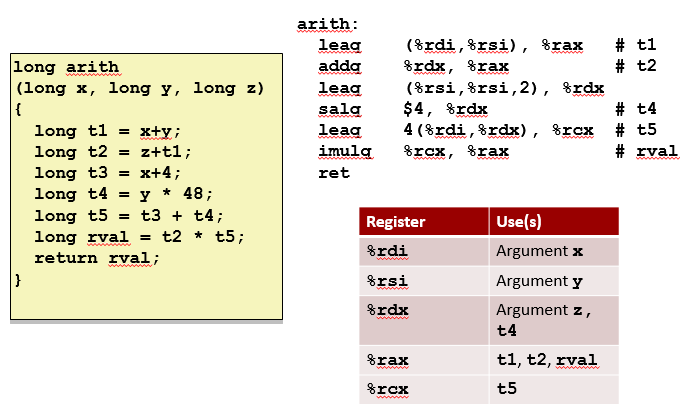 long arith
(long x, long y, long z)
{
  long t1 = x+y;
  long t2 = z+t1;
  long t3 = x+4;
  long t4 = y * 48;
  long t5 = t3 + t4;
  long rval = t2 * t5;
  return rval;
}
arith:
  leaq    (%rdi,%rsi), %rax   # t1
  addq    %rdx, %rax          # t2
  leaq    (%rsi,%rsi,2), %rdx
  salq    $4, %rdx            # t4
  leaq    4(%rdi,%rdx), %rcx  # t5
  imulq   %rcx, %rax          # rval
  ret
Register Use(s)
%rdi Argument x
%rsi Argument y
%rdx Argument z,
t4
%rax t1, t2, rval
%rcx t5